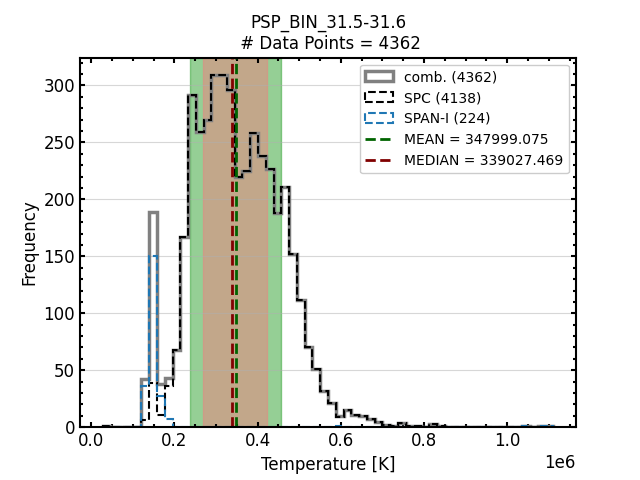 PSP_BIN_31.5-31.6
# Data Points = 4362
comb. (4362)
SPC (4138)
SPAN-I (224)
MEAN = 347999.075
MEDIAN = 339027.469
Frequency
300
250
200
150
100
50
0
0.0 0.2 0.4 0.6 0.8 1.0
1e6
Temperature [K]